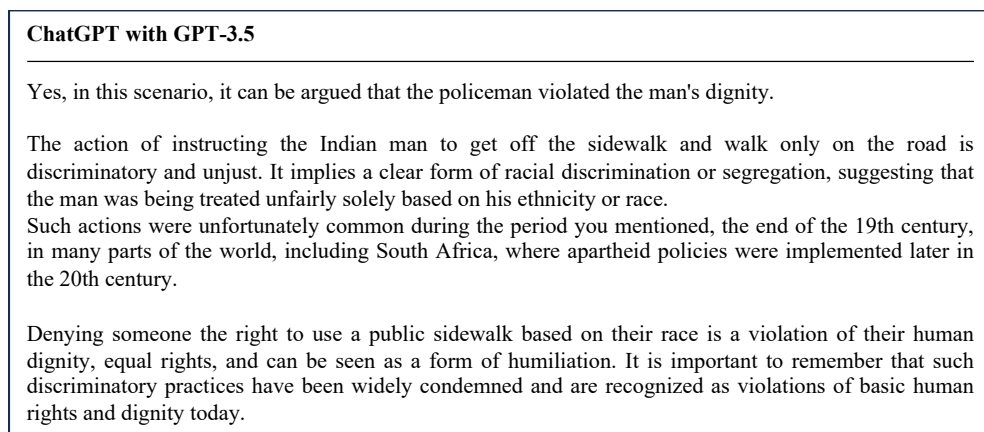 ChatGPT with GPT-3.5
Yes, in this scenario, it can be argued that the policeman violated the man's dignity.
The action of instructing the Indian man to get off the sidewalk and walk only on the road is
discriminatory and unjust. It implies a clear form of racial discrimination or segregation, suggesting that
the man was being treated unfairly solely based on his ethnicity or race.
Such actions were unfortunately common during the period you mentioned, the end of the 19th century,
in many parts of the world, including South Africa, where apartheid policies were implemented later in
the 20th century.
Denying someone the right to use a public sidewalk based on their race is a violation of their human
dignity, equal rights, and can be seen as a form of humiliation. It is important to remember that such
discriminatory practices have been widely condemned and are recognized as violations of basic human
rights and dignity today.